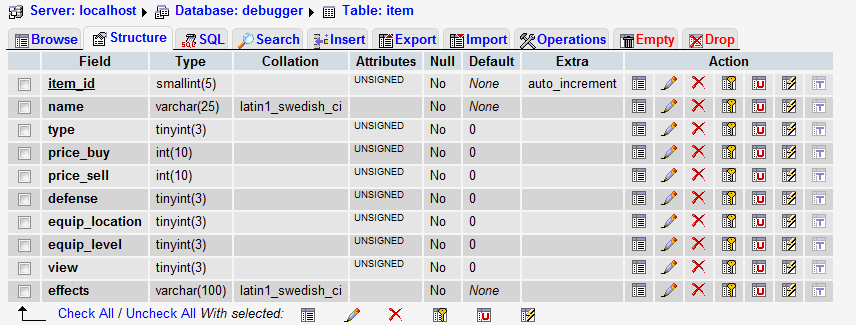 Server: localhost Database: debugger Table: item
Browse Structure SQL Search Insert Export Import Operations Empty Drop
Field Type Collation Attributes Null Default Extra Action
item_id smallint(5) UNSIGNED No None auto_increment
name varchar(25) latin1_swedish_ci No None
type tinyint(3) UNSIGNED No 0
price_buy int(10) UNSIGNED No 0
price_sell int(10) UNSIGNED No 0
defense tinyint(3) UNSIGNED No 0
equip_location tinyint(3) UNSIGNED No 0
equip_level tinyint(3) UNSIGNED No 0
view tinyint(3) UNSIGNED No 0
effects varchar(100) latin1_swedish_ci No None
Check All / Uncheck All With selected: